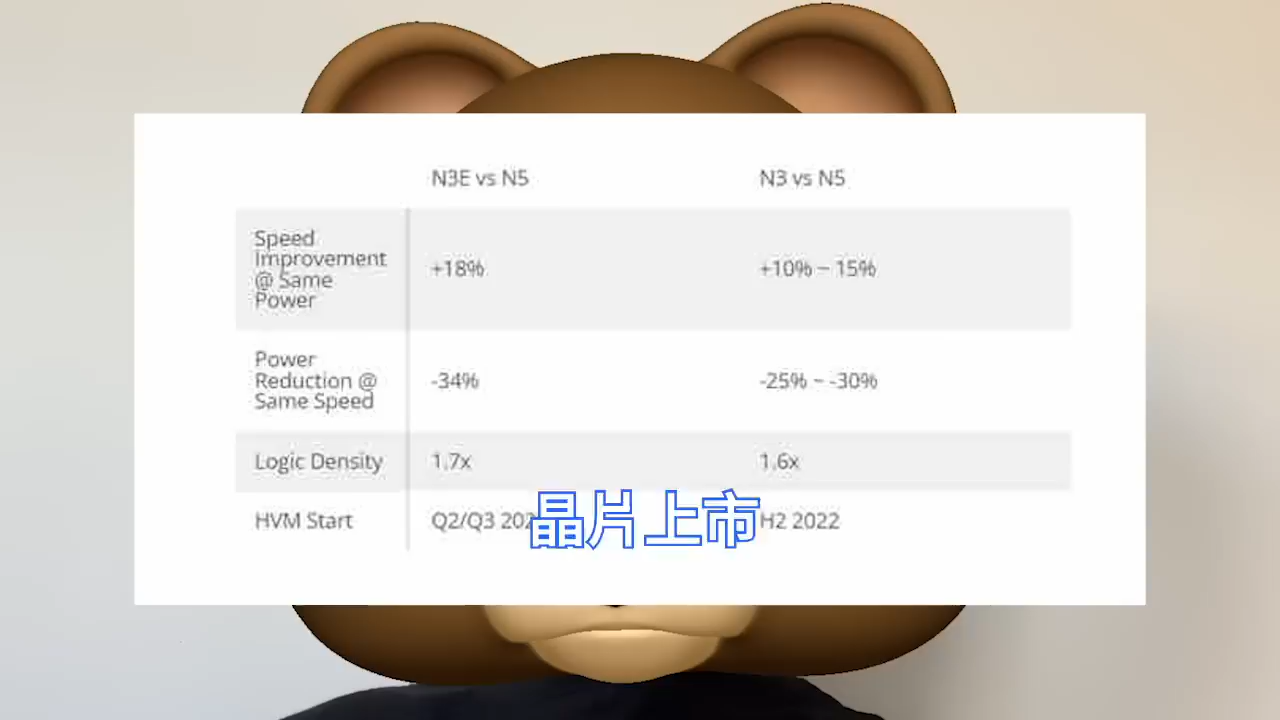 N3E vs N5 N3 vs N5
Speed
Improvement
@ Same
Power
+18% +10% ~ 15%
Power
Reduction @
Same Speed
-34% -25% ~ -30%
Logic Density 1.7x 1.6x
HVM Start Q2/Q3 H2 2022
晶片上市